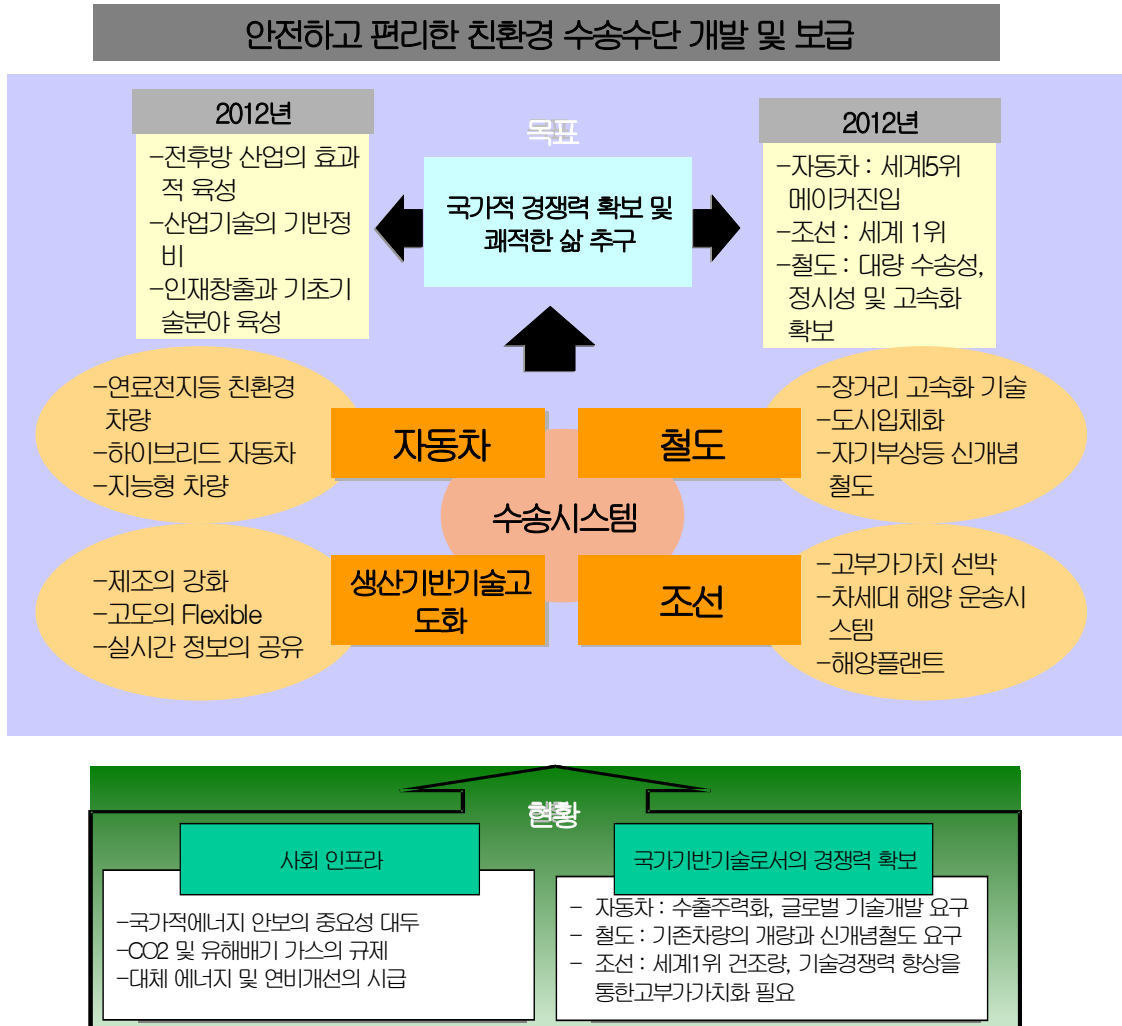 안전하고 편리한 친환경 수송수단 개발 및 보급
2012년
-전후방 산업의 효과
적 육성
-산업기술의 기반정
비
-인재창출과 기초기
술분야 육성
목표
국가적 경쟁력 확보 및
쾌적한 삶 추구
2012년
-자동차 : 세계5위
메이커진입
-조선 : 세계 1위
-철도 : 대량 수송성,
정시성 및 고속화
확보
-연료전지등 친환경
차량
-하이브리드 자동차
-지능형 차량
자동차
철도
-장거리 고속화 기술
-도시입체화
-자기부상등 신개념
철도
수송시스템
-제조의 강화
-고도의 Flexible
-실시간 정보의 공유
생산기반기술고
도화
조선
-고부가가치 선박
-차세대 해양 운송시
스템
-해양플랜트
현황
사회 인프라
-국가적에너지 안보의 중요성 대두
-CO2 및 유해배기 가스의 규제
-대체 에너지 및 연비개선의 시급
국가기반기술로서의 경쟁력 확보
- 자동차 : 수출주력화, 글로벌 기술개발 요구
- 철도 : 기존차량의 개량과 신개념철도 요구
- 조선 : 세계1위 건조량, 기술경쟁력 향상을
통한고부가가치화 필요